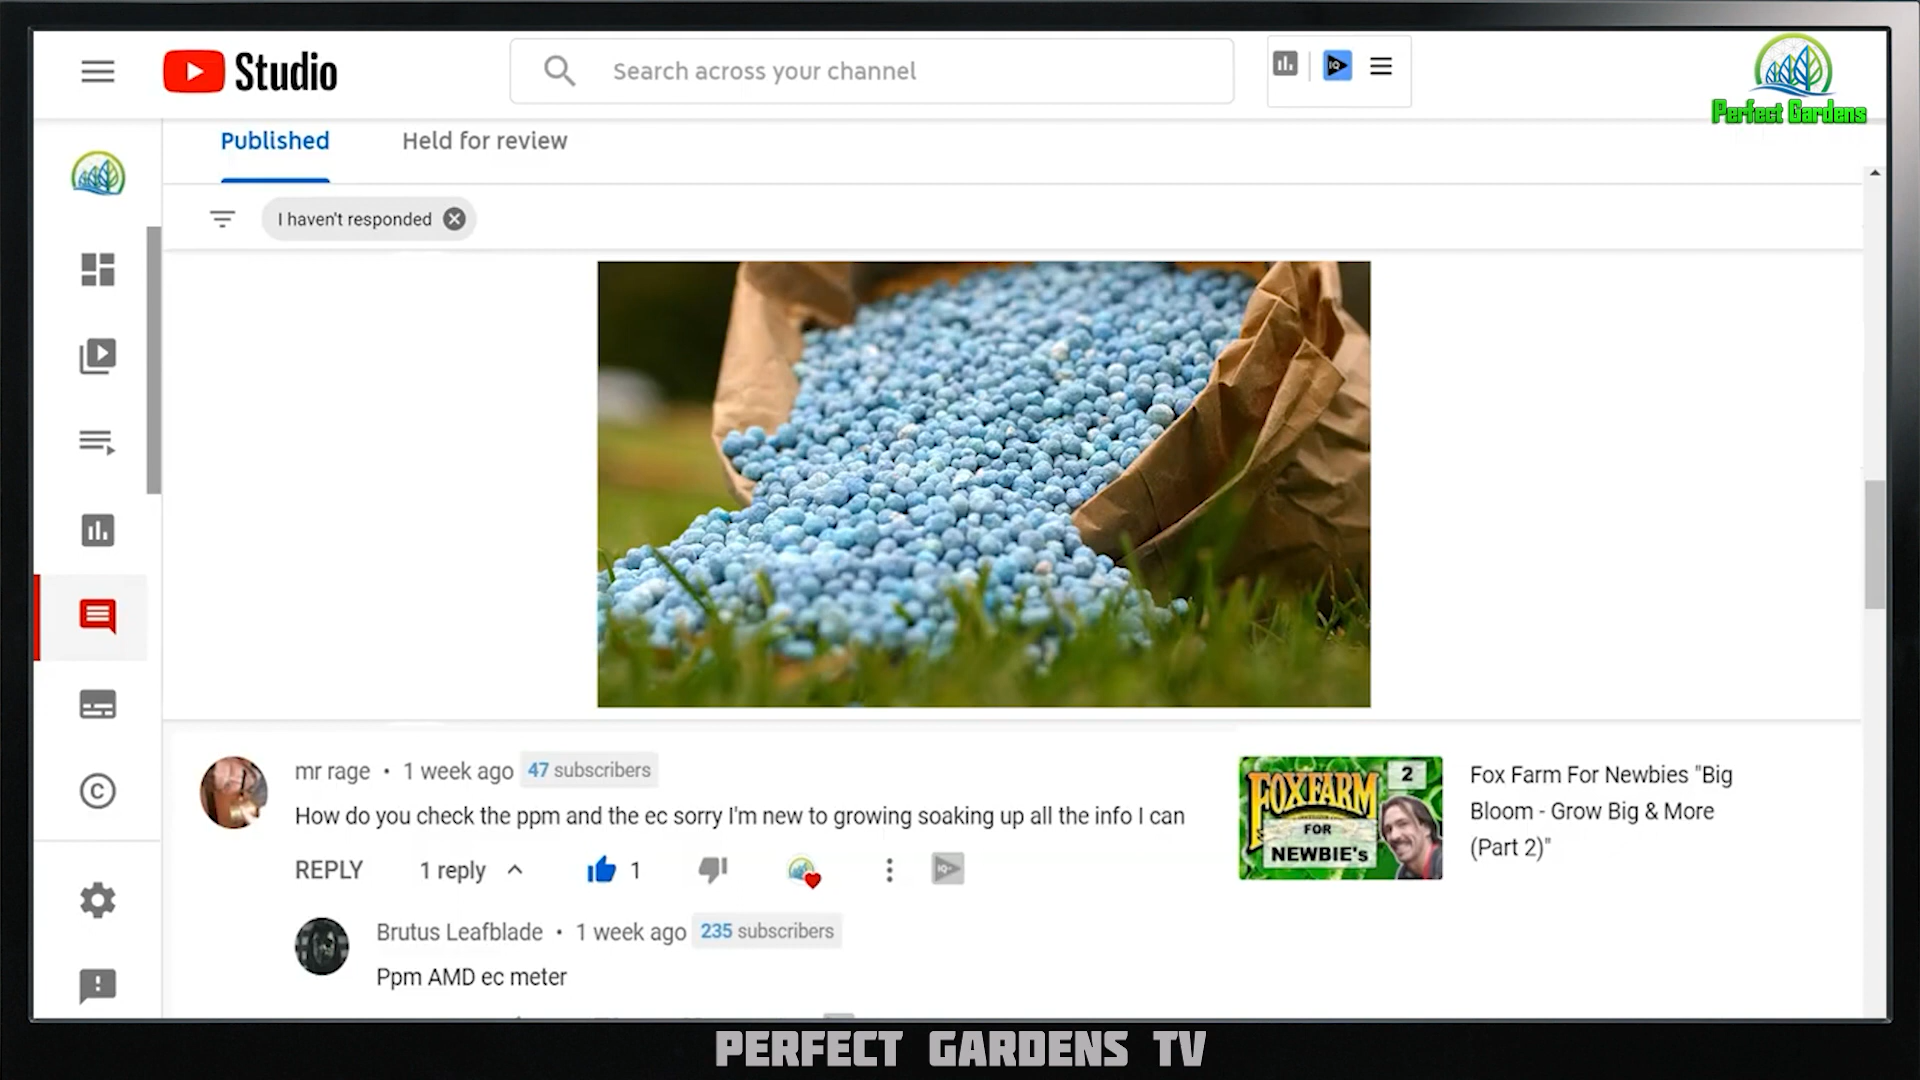 Studio
Search across your channel
IQ
Perfect Gardens
Published
Held for review
I haven't responded
mr rage • 1 week ago 47 subscribers
How do you check the ppm and the ec sorry I'm new to growing soaking up all the info I can
REPLY 1 reply 1
IQ+
FOXFARM 2
FOR
NEWBIE's
Fox Farm For Newbies "Big
Bloom - Grow Big & More
(Part 2)"
Brutus Leafblade • 1 week ago 235 subscribers
Ppm AMD ec meter
PERFECT GARDENS TV